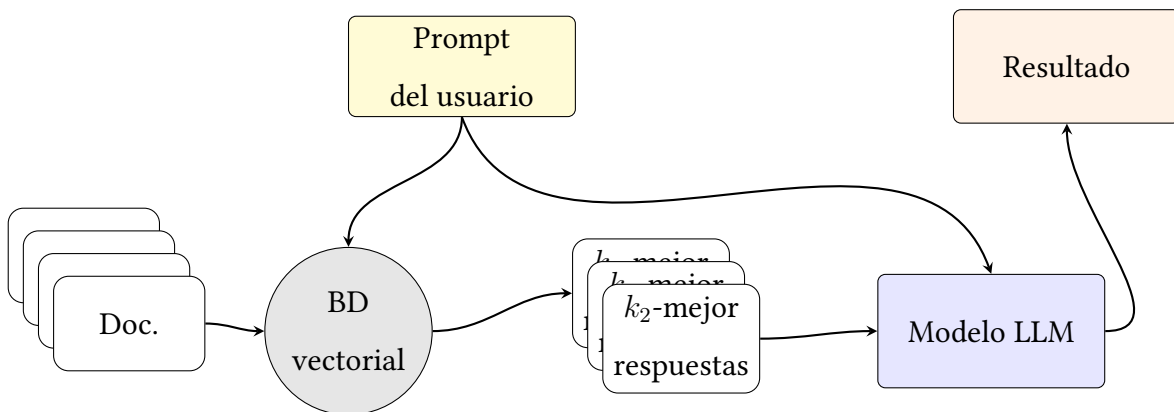 Prompt
del usuario
Resultado
Doc.
BD
vectorial
k₂-mejor
respuestas
Modelo LLM